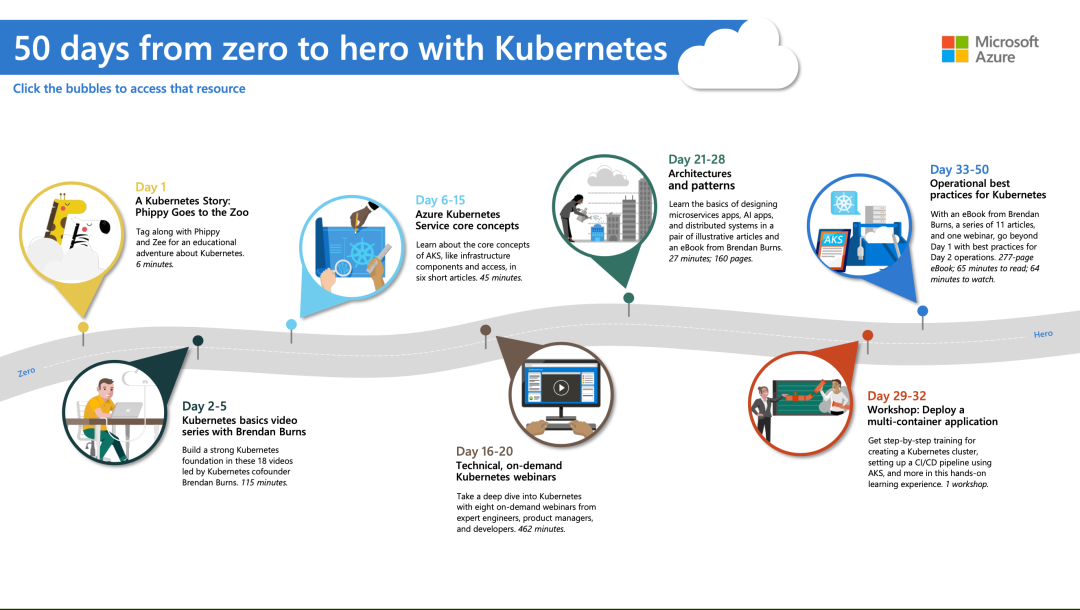 50 days from zero to hero with Kubernetes
Microsoft
Azure
Click the bubbles to access that resource
Day 1
A Kubernetes Story:
Phippy Goes to the Zoo
Tag along with Phippy
and Zee for an educational
adventure about Kubernetes.
6 minutes.
Day 6-15
Azure Kubernetes
Service core concepts
Learn about the core concepts
of AKS, like infrastructure
components and access, in
six short articles. 45 minutes.
Day 21-28
Architectures
and patterns
Learn the basics of designing
microservices apps, AI apps,
and distributed systems in a
pair of illustrative articles and
an eBook from Brendan Burns.
27 minutes; 160 pages.
AKS
Day 33-50
Operational best
practices for Kubernetes
With an eBook from Brendan
Burns, a series of 11 articles,
and one webinar, go beyond
Day 1 with best practices for
Day 2 operations. 277-page
eBook; 65 minutes to read; 64
minutes to watch.
Zero
Hero
Day 2-5
Kubernetes basics video
series with Brendan Burns
Build a strong Kubernetes
foundation in these 18 videos
led by Kubernetes cofounder
Brendan Burns. 115 minutes.
Day 16-20
Technical, on-demand
Kubernetes webinars
Take a deep dive into Kubernetes
with eight on-demand webinars from
expert engineers, product managers,
and developers. 462 minutes.
Day 29-32
Workshop: Deploy a
multi-container application
Get step-by-step training for
creating a Kubernetes cluster,
setting up a CI/CD pipeline using
AKS, and more in this hands-on
learning experience. 1 workshop.